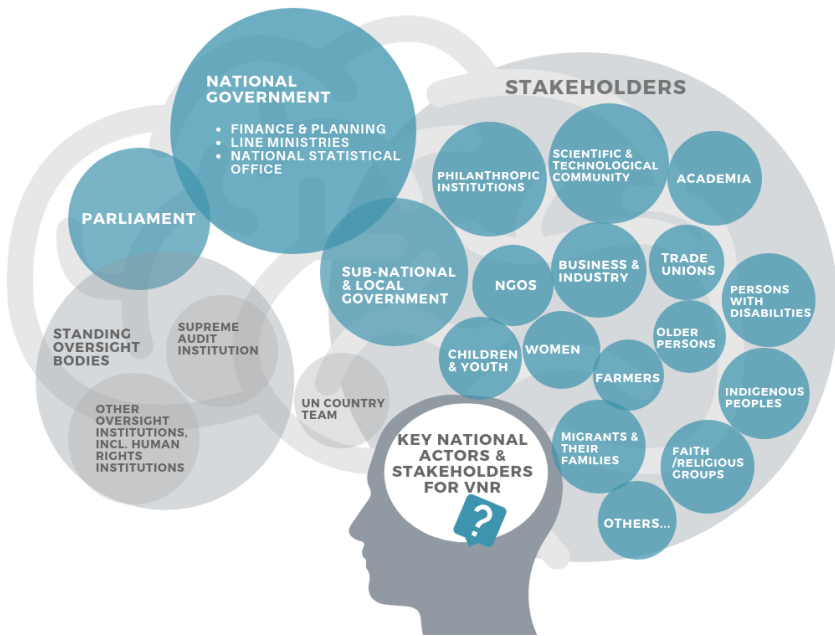 NATIONAL
GOVERNMENT
• FINANCE & PLANNING
• LINE MINISTRIES
• NATIONAL STATISTICAL
OFFICE
PARLIAMENT
SUB-NATIONAL
& LOCAL
GOVERNMENT
STANDING
OVERSIGHT
BODIES
SUPREME
AUDIT
INSTITUTION
OTHER
OVERSIGHT
INSTITUTIONS,
INCL. HUMAN
RIGHTS
INSTITUTIONS
UN COUNTRY
TEAM
STAKEHOLDERS
PHILANTHROPIC
INSTITUTIONS
SCIENTIFIC &
TECHNOLOGICAL
COMMUNITY
ACADEMIA
NGOS
BUSINESS &
INDUSTRY
TRADE
UNIONS
PERSONS
WITH
DISABILITIES
CHILDREN
& YOUTH
WOMEN
FARMERS
OLDER
PERSONS
INDIGENOUS
PEOPLES
MIGRANTS &
THEIR
FAMILIES
FAITH
/RELIGIOUS
GROUPS
OTHERS...
KEY NATIONAL
ACTORS &
STAKEHOLDERS
FOR VNR
?